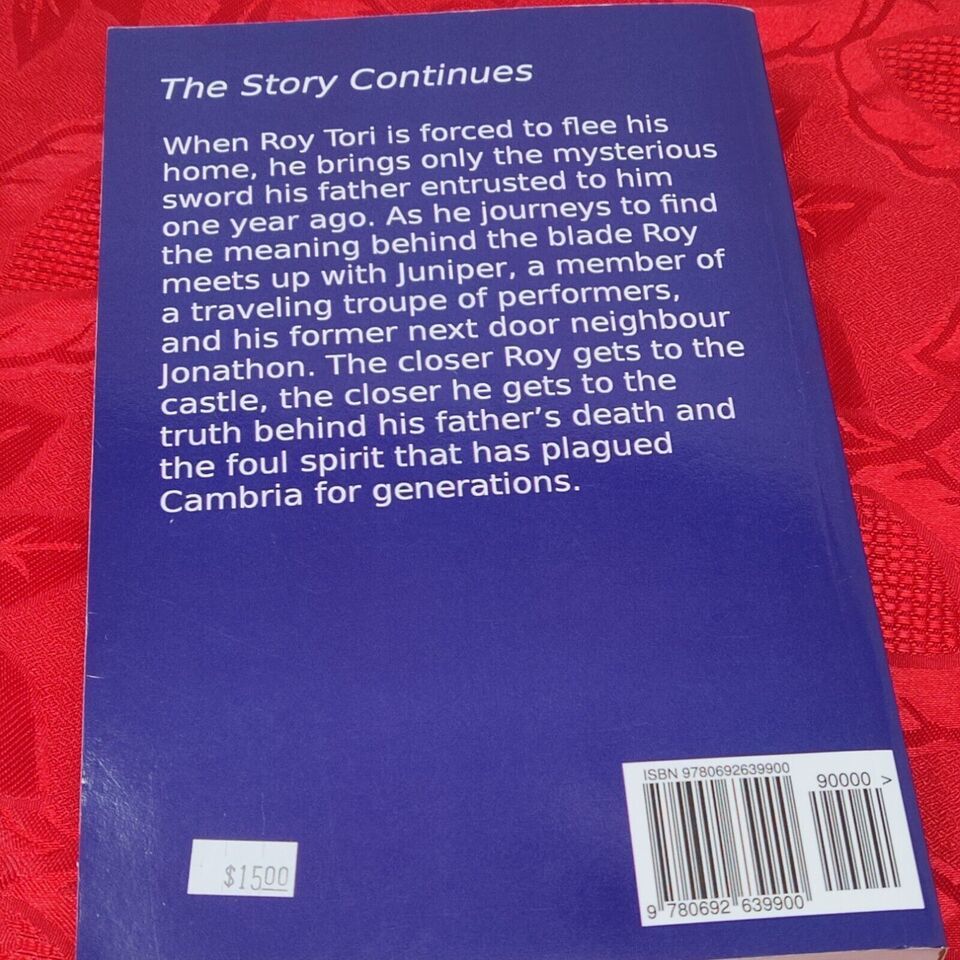 The Story Continues
When Roy Tori is forced to flee his
home, he brings only the mysterious
sword his father entrusted to him
one year ago. As he journeys to find
the meaning behind the blade Roy
meets up with Juniper, a member of
a traveling troupe of performers,
and his former next door neighbour
Jonathon. The closer Roy gets to the
castle, the closer he gets to the
truth behind his father’s death and
the foul spirit that has plagued
Cambria for generations.
ISBN 9780692639900
90000 >
9 780692 639900
$15.00